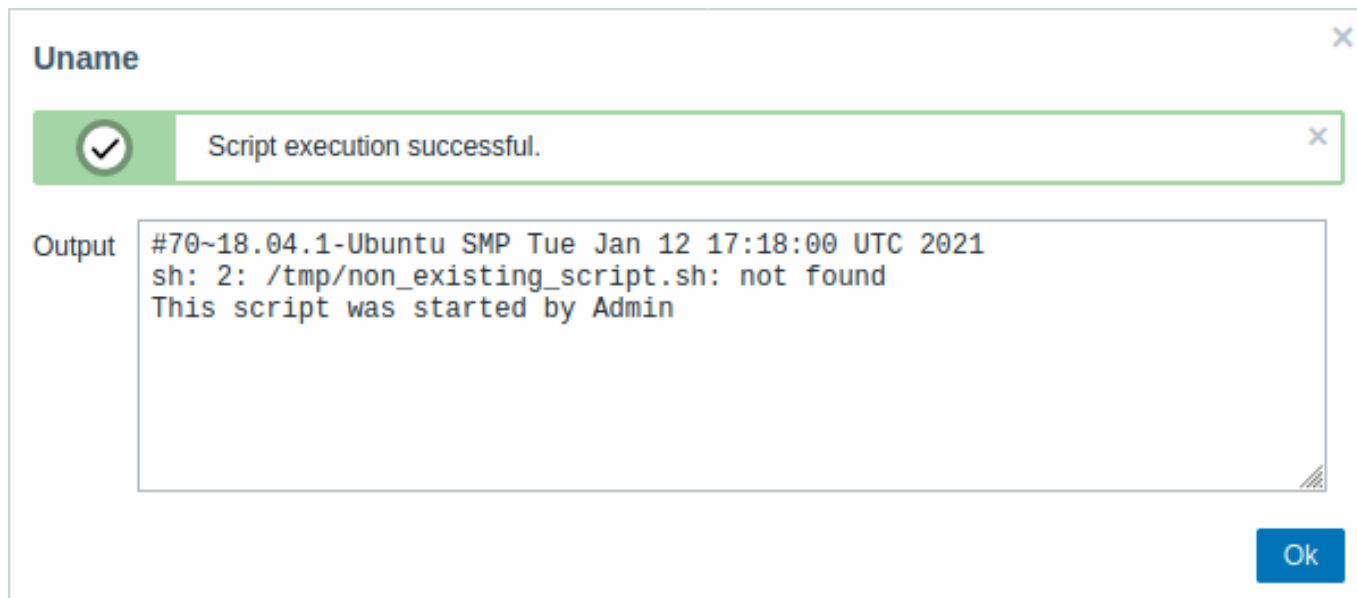 Uname
Script execution successful.
Output
#70~18.04.1-Ubuntu SMP Tue Jan 12 17:18:00 UTC 2021
sh: 2: /tmp/non_existing_script.sh: not found
This script was started by Admin
Ok